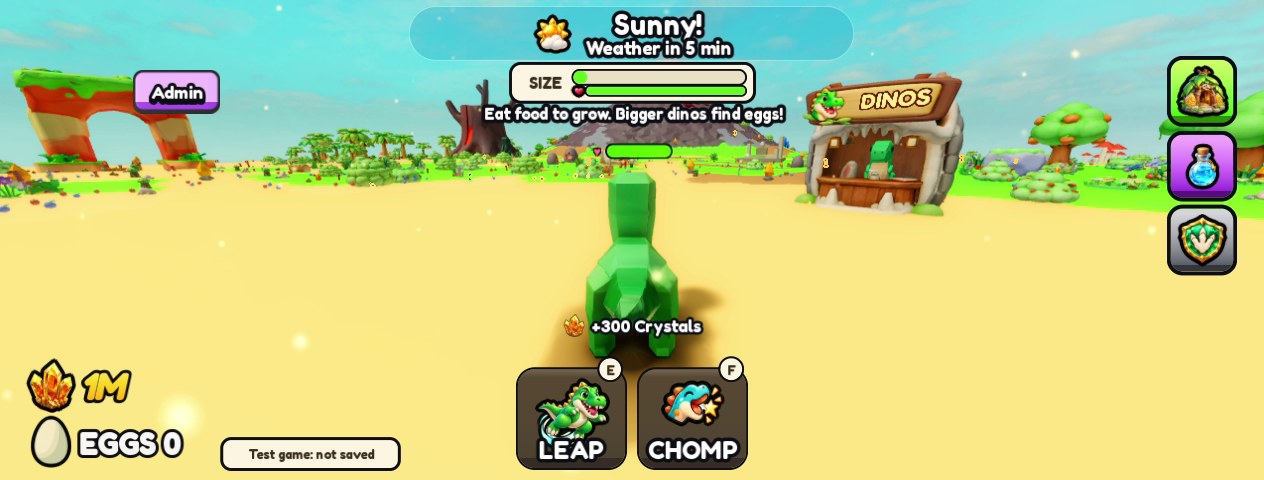 Sunny!
Weather in 5 min
SIZE
Eat food to grow. Bigger dinos find eggs!
Admin
DINOS
+300 Crystals
1M
EGGS 0
Test game: not saved
E
LEAP
F
CHOMP